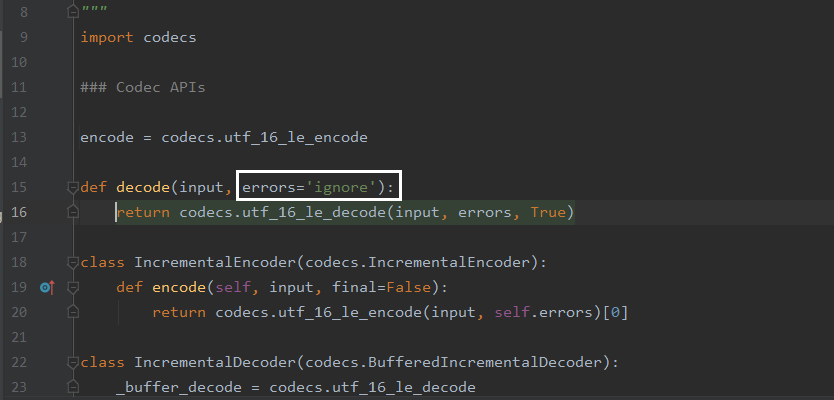 8 """
9 import codecs
10
11 ### Codec APIs
12
13 encode = codecs.utf_16_le_encode
14
15 def decode(input, errors='ignore'):
16     return codecs.utf_16_le_decode(input, errors, True)
17
18 class IncrementalEncoder(codecs.IncrementalEncoder):
19     def encode(self, input, final=False):
20         return codecs.utf_16_le_encode(input, self.errors)[0]
21
22 class IncrementalDecoder(codecs.BufferedIncrementalDecoder):
23     _buffer_decode = codecs.utf_16_le_decode